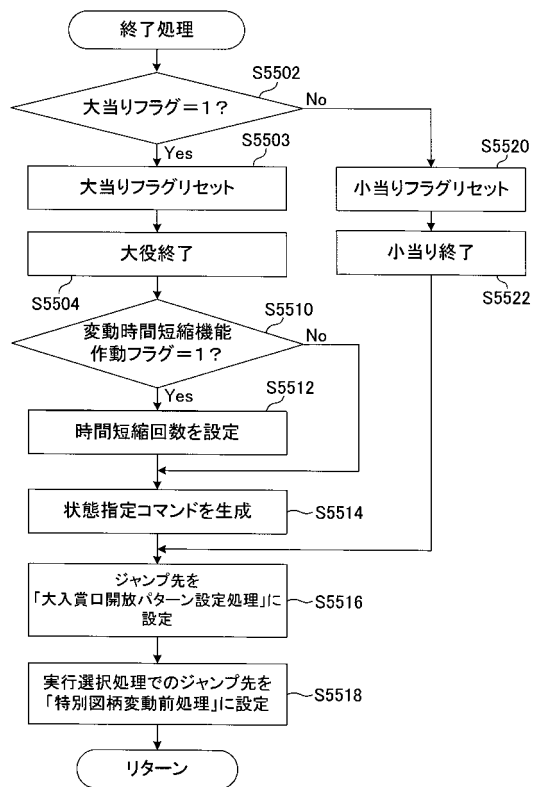 終了処理
S5502
大当りフラグ＝１？
No
Yes
S5503
S5520
大当りフラグリセット
小当りフラグリセット
大役終了
小当り終了
S5504
S5522
S5510
変動時間短縮機能
作動フラグ＝１？
No
Yes
S5512
時間短縮回数を設定
状態指定コマンドを生成
S5514
ジャンプ先を
「大入賞口開放パターン設定処理」に
設定
S5516
実行選択処理でのジャンプ先を
「特別図柄変動前処理」に設定
S5518
リターン